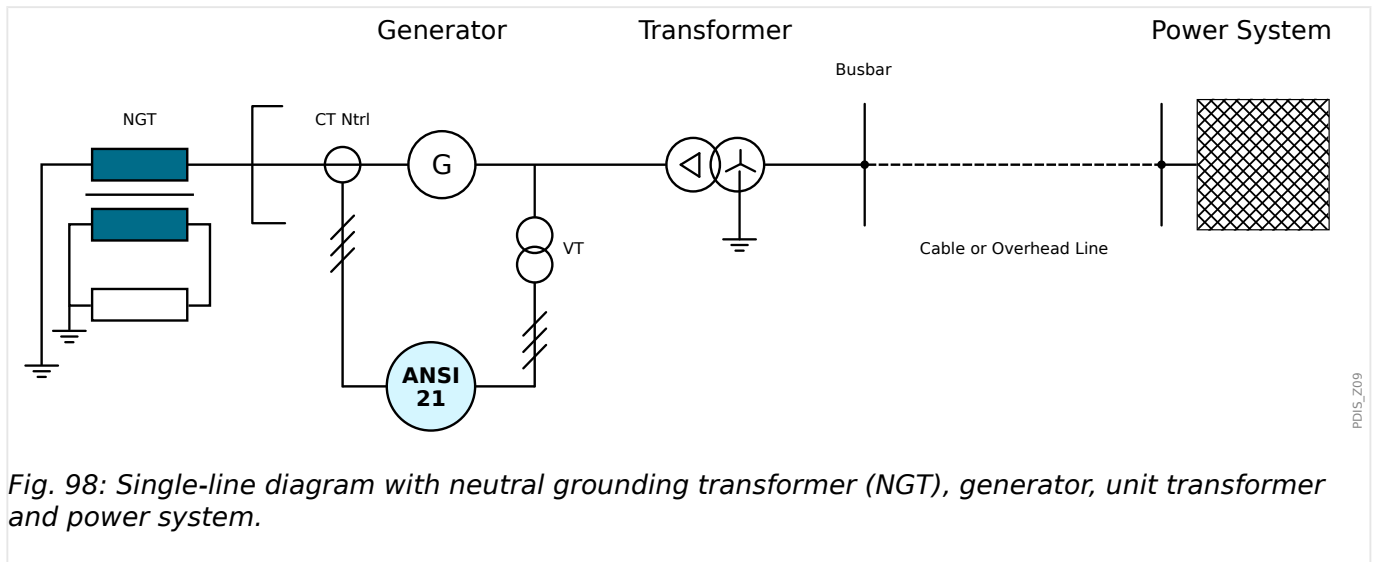 Generator
Transformer
Power System
Busbar
NGT
CT Ntrl
G
VT
Cable or Overhead Line
ANSI
21
PDIS_Z09
Fig. 98: Single-line diagram with neutral grounding transformer (NGT), generator, unit transformer
and power system.